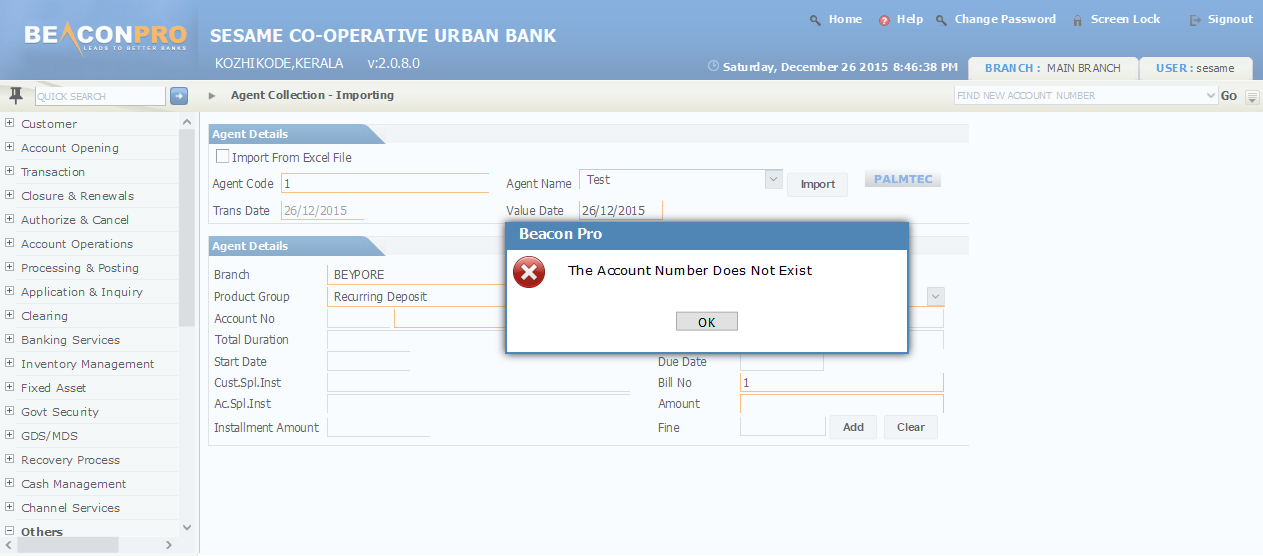 Home Help Change Password Screen Lock Signout
BEACONPRO
LEADS TO BETTER BANKS
SESAME CO-OPERATIVE URBAN BANK
KOZHIKODE,KERALA v:2.0.8.0
Saturday, December 26 2015 8:46:38 PM BRANCH : MAIN BRANCH USER : sesame
QUICK SEARCH Agent Collection - Importing FIND NEW ACCOUNT NUMBER Go
Customer
Account Opening
Transaction
Closure & Renewals
Authorize & Cancel
Account Operations
Processing & Posting
Application & Inquiry
Clearing
Banking Services
Inventory Management
Fixed Asset
Govt Security
GDS/MDS
Recovery Process
Cash Management
Channel Services
Others
Agent Details
Import From Excel File
Agent Code 1 Agent Name Test Import PALMTEC
Trans Date 26/12/2015 Value Date 26/12/2015
Agent Details
Branch BEYPORE
Product Group Recurring Deposit
Account No
Total Duration
Start Date Due Date
Cust.Spl.Inst Bill No 1
Ac.Spl.Inst Amount
Installment Amount Fine Add Clear
Beacon Pro
The Account Number Does Not Exist
OK